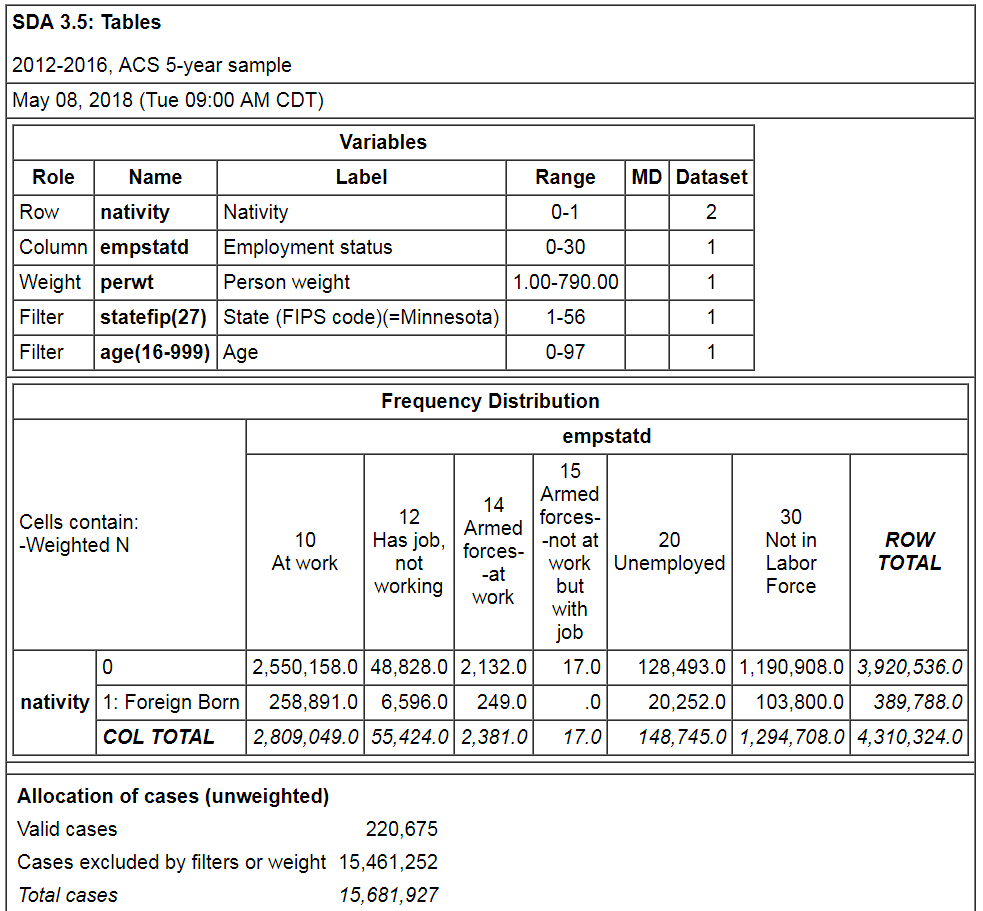 SDA 3.5: Tables
2012-2016, ACS 5-year sample
May 08, 2018 (Tue 09:00 AM CDT)
Variables
Role Name Label Range MD Dataset
Row nativity Nativity 0-1 2
Column empstatd Employment status 0-30 1
Weight perwt Person weight 1.00-790.00 1
Filter statefip(27) State (FIPS code)(=Minnesota) 1-56 1
Filter age(16-999) Age 0-97 1
Frequency Distribution
Cells contain:
-Weighted N
empstatd
10
At work
12
Has job,
not
working
14
Armed
forces-
-at
work
15
Armed
forces-
-not at
work
but
with
job
20
Unemployed
30
Not in
Labor
Force
ROW
TOTAL
nativity
0 2,550,158.0 48,828.0 2,132.0 17.0 128,493.0 1,190,908.0 3,920,536.0
1: Foreign Born 258,891.0 6,596.0 249.0 .0 20,252.0 103,800.0 389,788.0
COL TOTAL 2,809,049.0 55,424.0 2,381.0 17.0 148,745.0 1,294,708.0 4,310,324.0
Allocation of cases (unweighted)
Valid cases 220,675
Cases excluded by filters or weight 15,461,252
Total cases 15,681,927